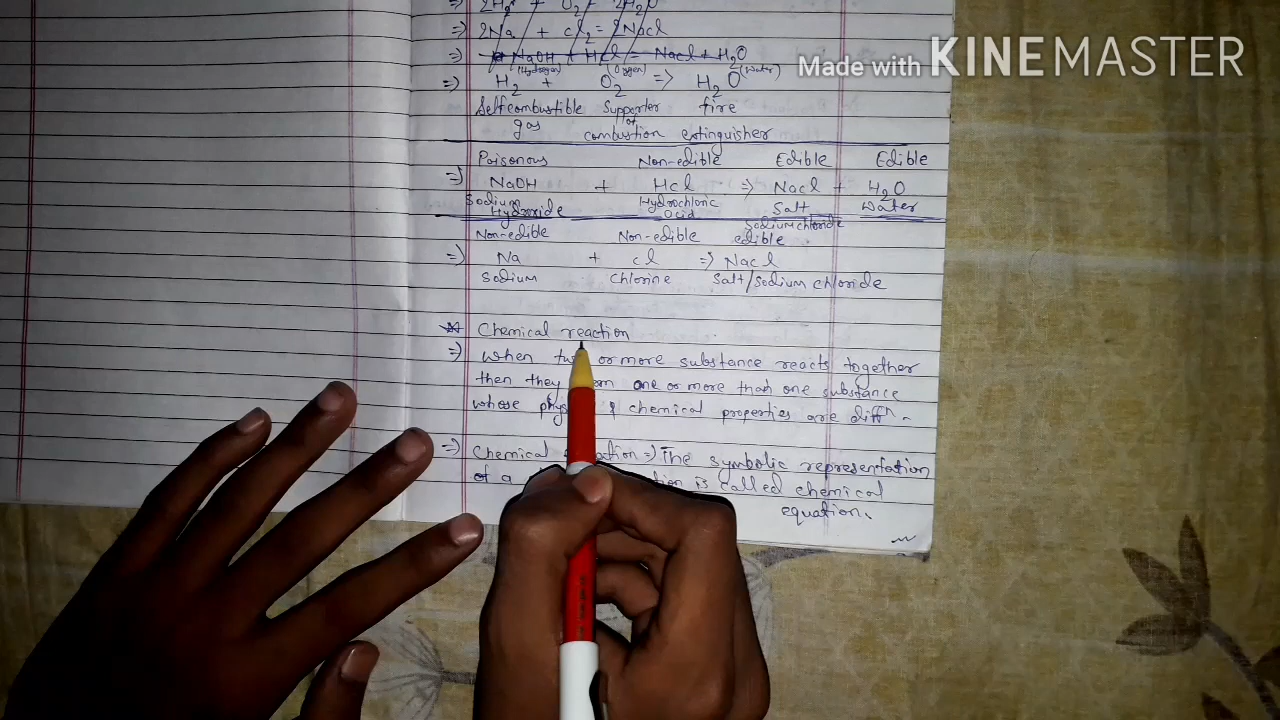 => 2H2 + O2 = 2H2O
=> 2Na + cl2 = 2Nacl
=> NaOH + Hcl = Nacl + H2O
(Hydrogen) (Oxygen) (Water)
=> H2 + O2 => H2O
Selfcombustible Supporter fire
gas of combustion extinguisher
Poisonous Non-edible Edible Edible
=> NaOH + Hcl => Nacl + H2O
Sodium Hydroxide Hydrochloric acid Salt Water
Sodium chloride
Non-edible Non-edible edible
=> Na + cl => Nacl
Sodium Chlorine Salt/Sodium chloride
Chemical reaction
=> When or more substance reacts together
then they one or more than one substance
whose & chemical properties are diffn.
=> Chemical => The symbolic representation
of a is called chemical
equation.
Made with KINEMASTER